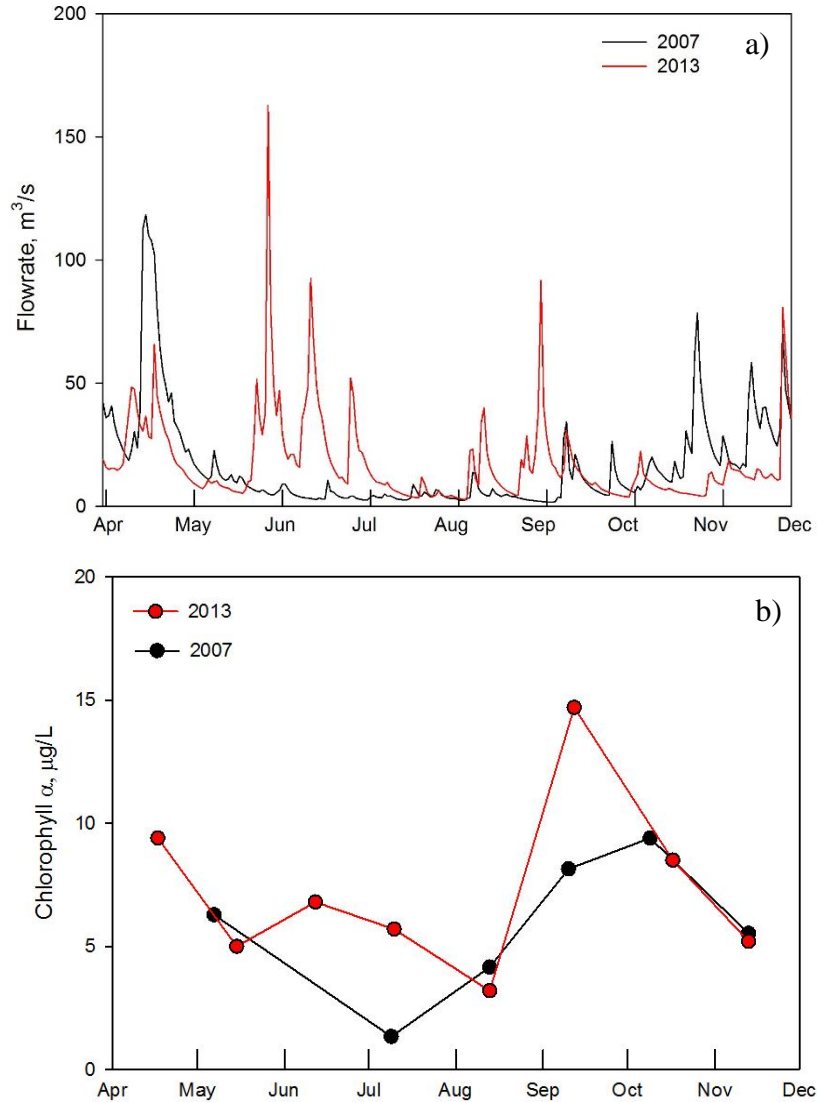 200
2007
a)
2013
150
Flowrate, m³/s
100
50
0
Apr May Jun Jul Aug Sep Oct Nov Dec
20
2013
b)
2007
15
Chlorophyll α, μg/L
10
5
0
Apr May Jun Jul Aug Sep Oct Nov Dec